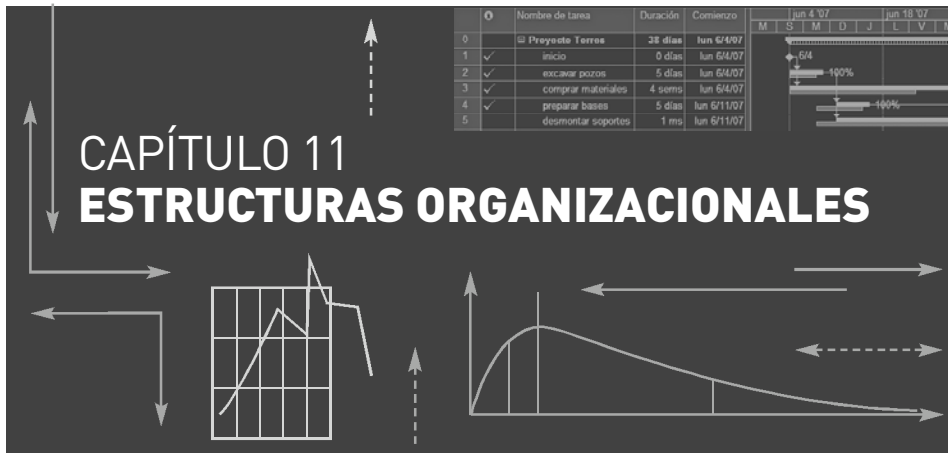 Nombre de tarea Duración Comienzo jun 4 '07 jun 18 '07
M S M D J L V
0 Proyecto Torres 38 días lun 6/4/07
1 inicio 0 días lun 6/4/07 6/4
2 excavar pozos 5 días lun 6/4/07 100%
3 comprar materiales 4 sems lun 6/4/07
4 preparar bases 5 días lun 6/11/07 100%
5 desmontar soportes 1 ms lun 6/11/07
CAPÍTULO 11
ESTRUCTURAS ORGANIZACIONALES